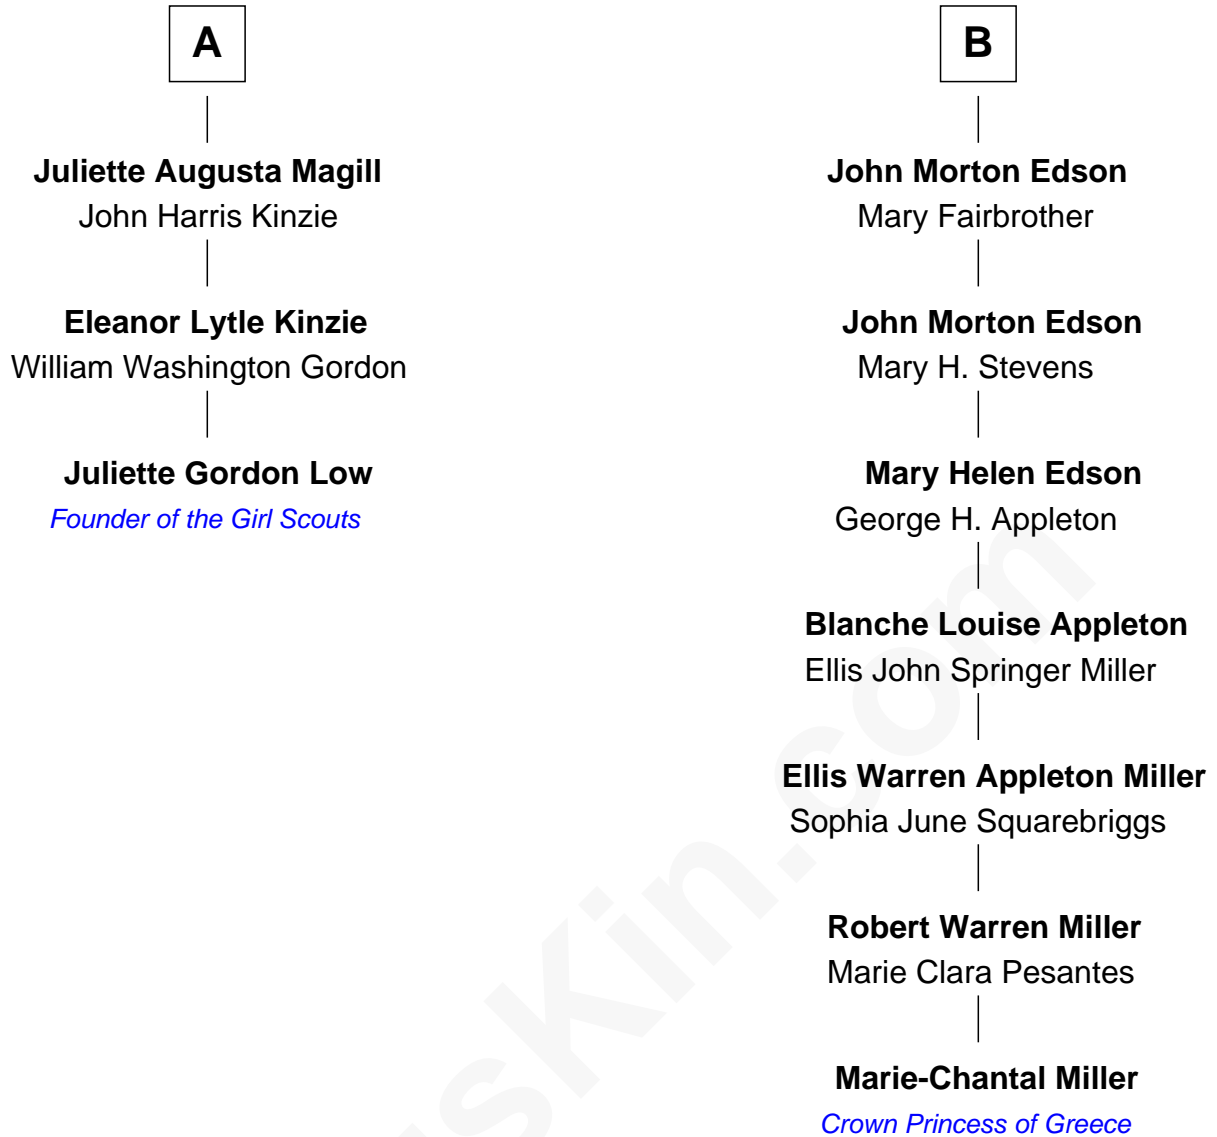 A
Juliette Augusta Magill
John Harris Kinzie
Eleanor Lytle Kinzie
William Washington Gordon
Juliette Gordon Low
Founder of the Girl Scouts
B
John Morton Edson
Mary Fairbrother
John Morton Edson
Mary H. Stevens
Mary Helen Edson
George H. Appleton
Blanche Louise Appleton
Ellis John Springer Miller
Ellis Warren Appleton Miller
Sophia June Squarebriggs
Robert Warren Miller
Marie Clara Pesantes
Marie-Chantal Miller
Crown Princess of Greece
sKin.com